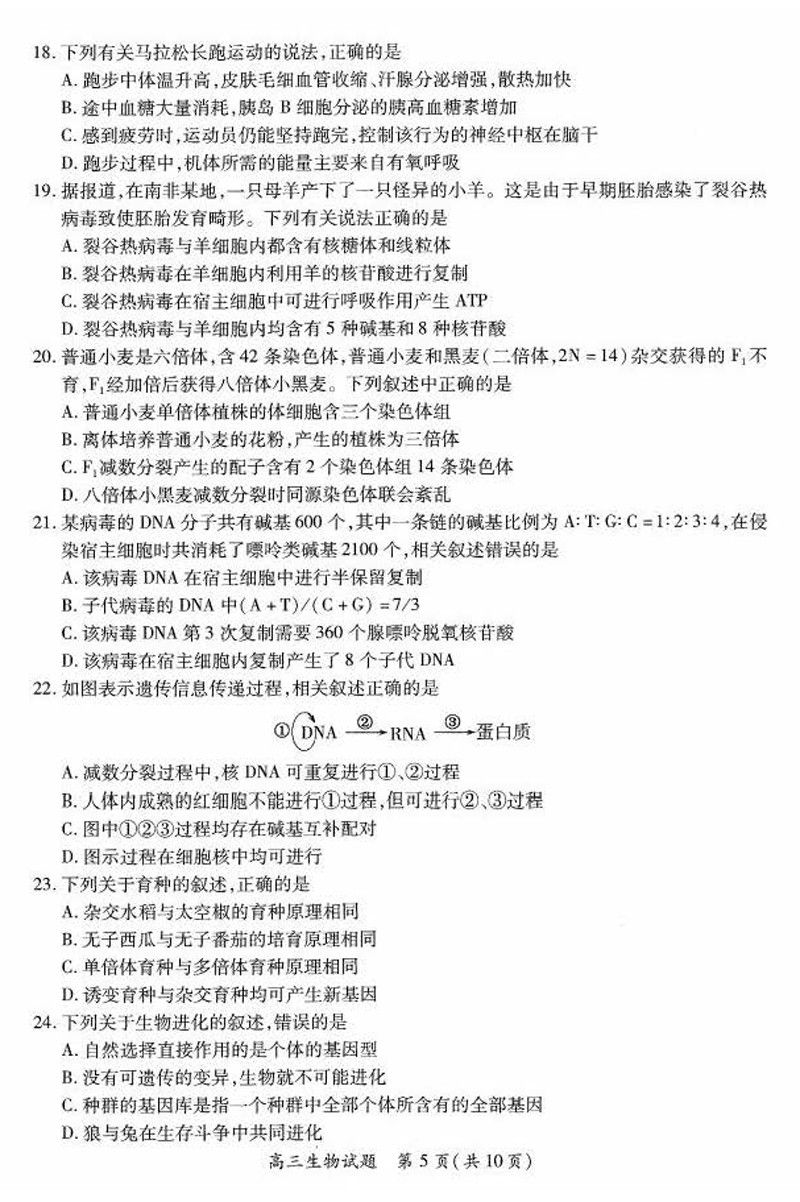 18. 下列有关马拉松长跑运动的说法,正确的是
A. 跑步中体温升高,皮肤毛细血管收缩、汗腺分泌增强,散热加快
B. 途中血糖大量消耗,胰岛 B 细胞分泌的胰高血糖素增加
C. 感到疲劳时,运动员仍能坚持跑完,控制该行为的神经中枢在脑干
D. 跑步过程中,机体所需的能量主要来自有氧呼吸
19. 据报道,在南非某地,一只母羊产下了一只怪异的小羊。这是由于早期胚胎感染了裂谷热
病毒致使胚胎发育畸形。下列有关说法正确的是
A. 裂谷热病毒与羊细胞内都含有核糖体和线粒体
B. 裂谷热病毒在羊细胞内利用羊的核苷酸进行复制
C. 裂谷热病毒在宿主细胞中可进行呼吸作用产生 ATP
D. 裂谷热病毒与羊细胞内均含有 5 种碱基和 8 种核苷酸
20. 普通小麦是六倍体,含 42 条染色体,普通小麦和黑麦(二倍体,2N = 14)杂交获得的 F₁不
育,F₁经加倍后获得八倍体小黑麦。下列叙述中正确的是
A. 普通小麦单倍体植株的体细胞含三个染色体组
B. 离体培养普通小麦的花粉,产生的植株为三倍体
C. F₁减数分裂产生的配子含有 2 个染色体组 14 条染色体
D. 八倍体小黑麦减数分裂时同源染色体联会紊乱
21. 某病毒的 DNA 分子共有碱基 600 个,其中一条链的碱基比例为 A∶T∶G∶C =1∶2∶3∶4,在侵
染宿主细胞时共消耗了嘌呤类碱基 2100 个,相关叙述错误的是
A. 该病毒 DNA 在宿主细胞中进行半保留复制
B. 子代病毒的 DNA 中(A + T)/(C + G) =7/3
C. 该病毒 DNA 第 3 次复制需要 360 个腺嘌呤脱氧核苷酸
D. 该病毒在宿主细胞内复制产生了 8 个子代 DNA
22. 如图表示遗传信息传递过程,相关叙述正确的是
① DNA ②→ RNA ③→ 蛋白质
A. 减数分裂过程中,核 DNA 可重复进行①、②过程
B. 人体内成熟的红细胞不能进行①过程,但可进行②、③过程
C. 图中①②③过程均存在碱基互补配对
D. 图示过程在细胞核中均可进行
23. 下列关于育种的叙述,正确的是
A. 杂交水稻与太空椒的育种原理相同
B. 无子西瓜与无子番茄的培育原理相同
C. 单倍体育种与多倍体育种原理相同
D. 诱变育种与杂交育种均可产生新基因
24. 下列关于生物进化的叙述,错误的是
A. 自然选择直接作用的是个体的基因型
B. 没有可遗传的变异,生物就不可能进化
C. 种群的基因库是指一个种群中全部个体所含有的全部基因
D. 狼与兔在生存斗争中共同进化
高三生物试题 第 5 页(共 10 页)